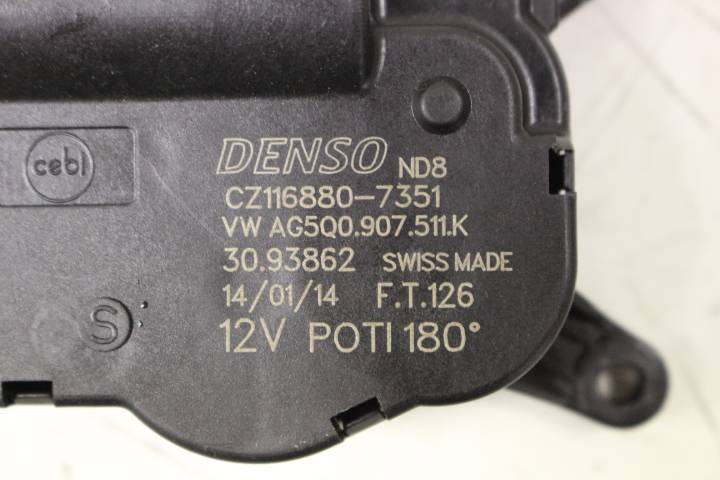 DENSO ND8
cebi
CZ116880-7351
VW AG5Q0.907.511.K
30.93862 SWISS MADE
14/01/14 F.T.126
S
12V POTI 180°